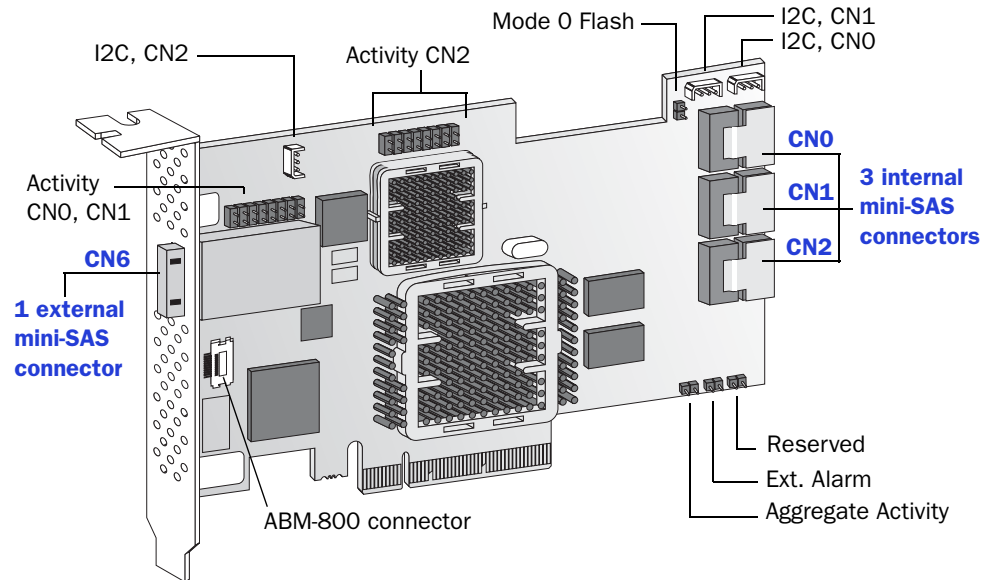 Mode 0 Flash
I2C, CN1
I2C, CN0
I2C, CN2
Activity CN2
CN0
Activity
CN0, CN1
CN1
3 internal
mini-SAS
connectors
CN6
CN2
1 external
mini-SAS
connector
Reserved
Ext. Alarm
Aggregate Activity
ABM-800 connector